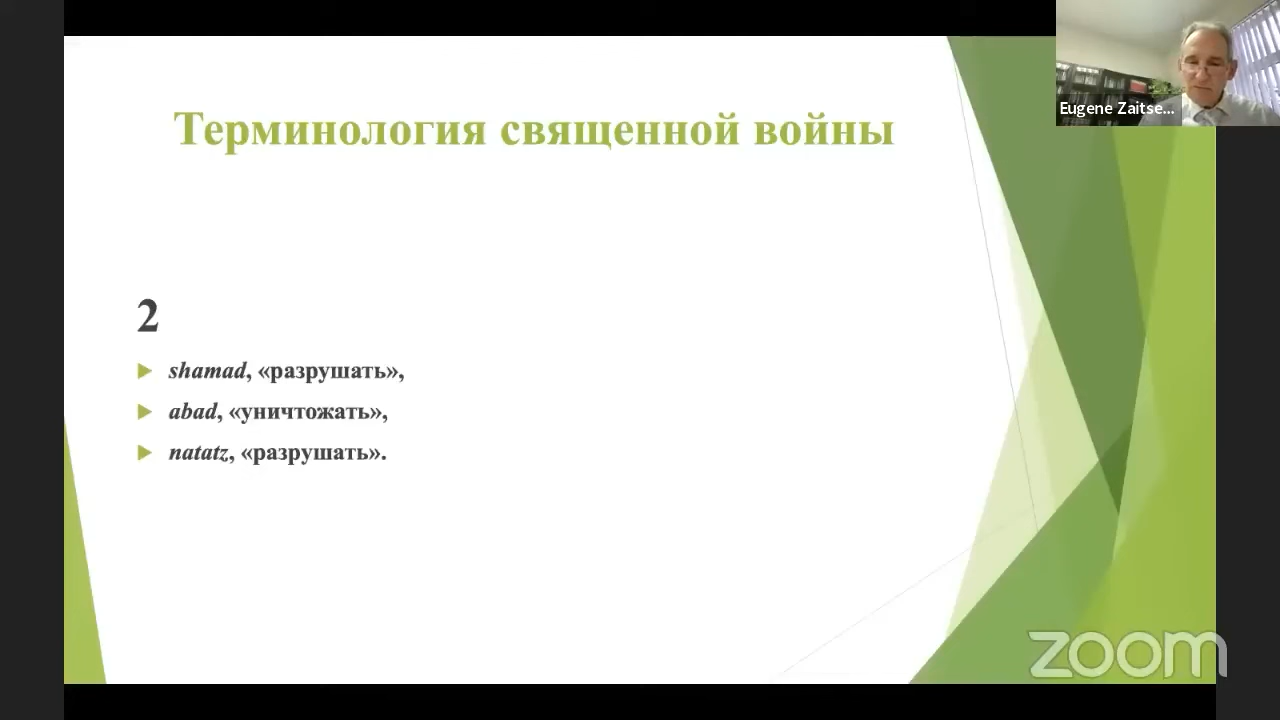 Eugene Zaitse...
Терминология священной войны
2
shamad, «разрушать»,
abad, «уничтожать»,
natatz, «разрушать».
zoom